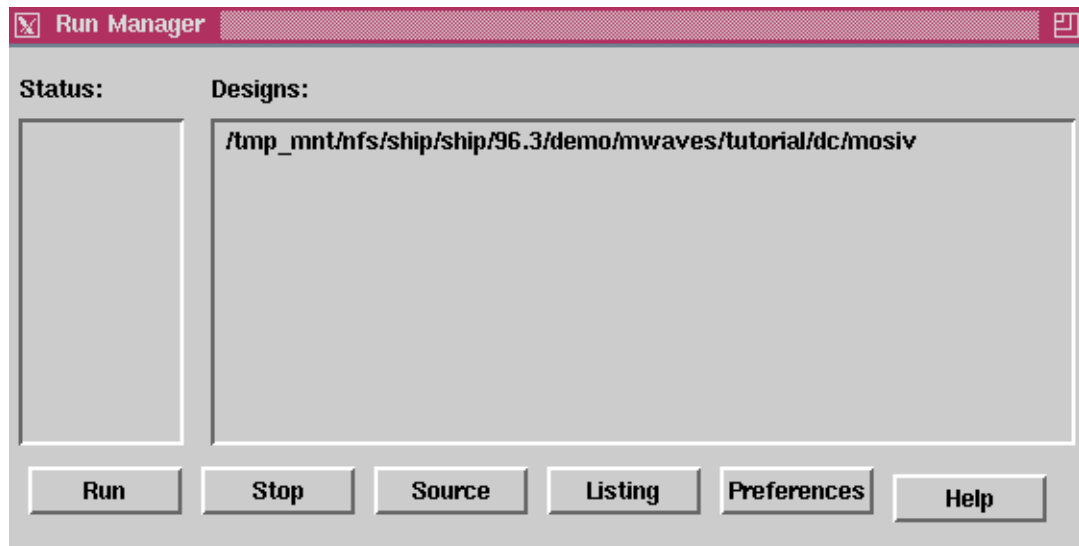 Run Manager
Status:
Designs:
/tmp_mnt/nfs/ship/ship/96.3/demo/mwaves/tutorial/dc/mosiv
Run
Stop
Source
Listing
Preferences
Help